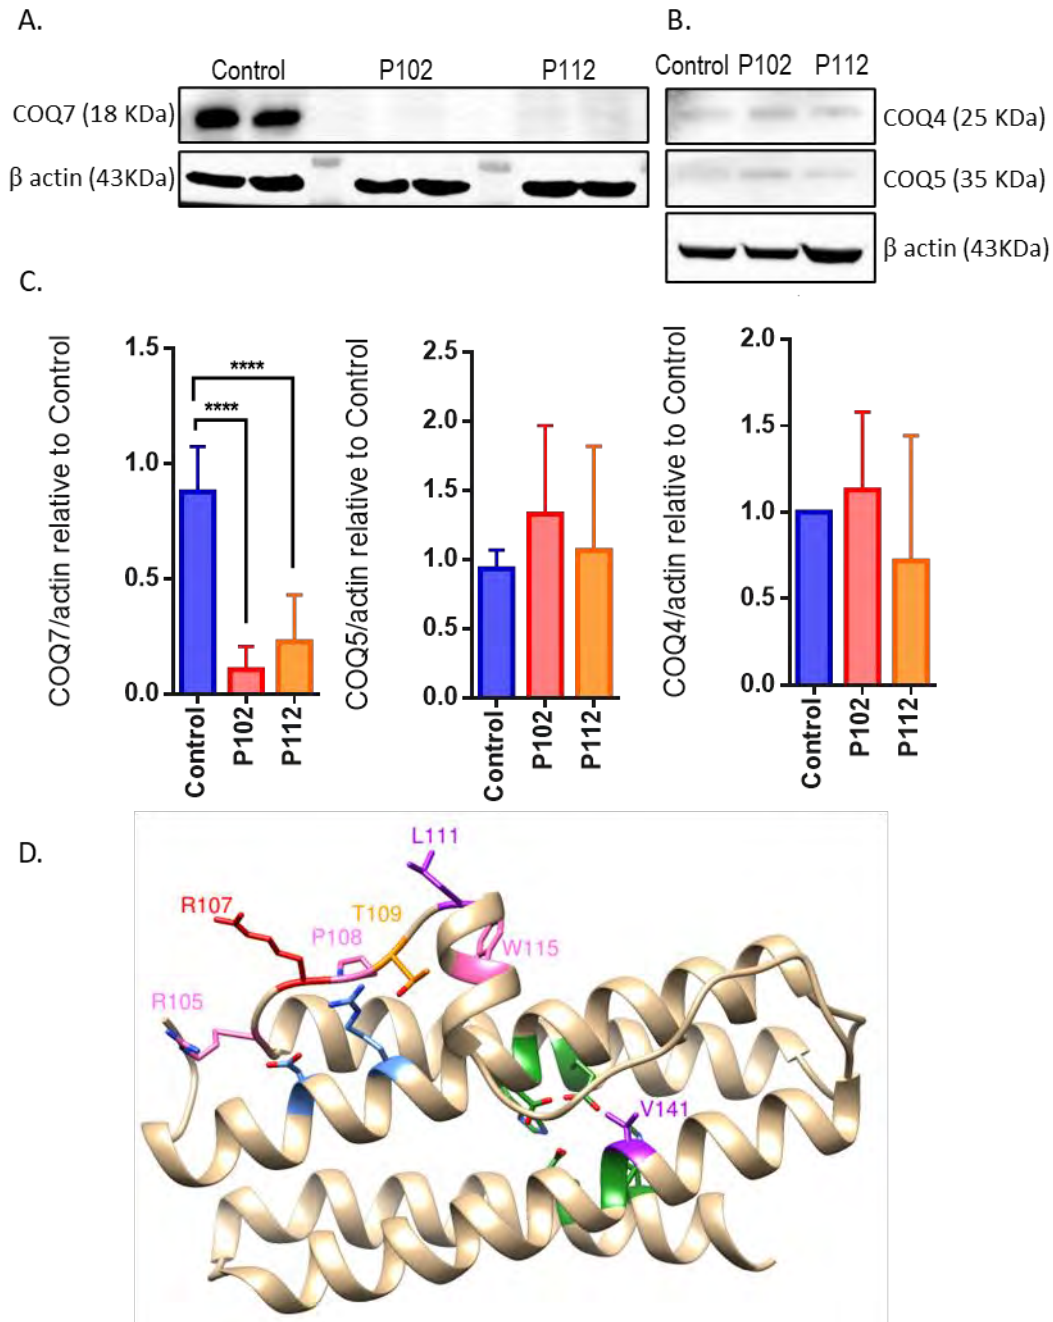 A.
Control P102 P112
COQ7 (18 KDa)
β actin (43KDa)
B.
Control P102 P112
COQ4 (25 KDa)
COQ5 (35 KDa)
β actin (43KDa)
C.
COQ7/actin relative to Control
1.5
1.0
0.5
0.0
****
****
Control
P102
P112
COQ5/actin relative to Control
2.5
2.0
1.5
1.0
0.5
0.0
Control
P102
P112
COQ4/actin relative to Control
2.0
1.5
1.0
0.5
0.0
Control
P102
P112
D.
L111
R107
T109
P108
W115
R105
V141